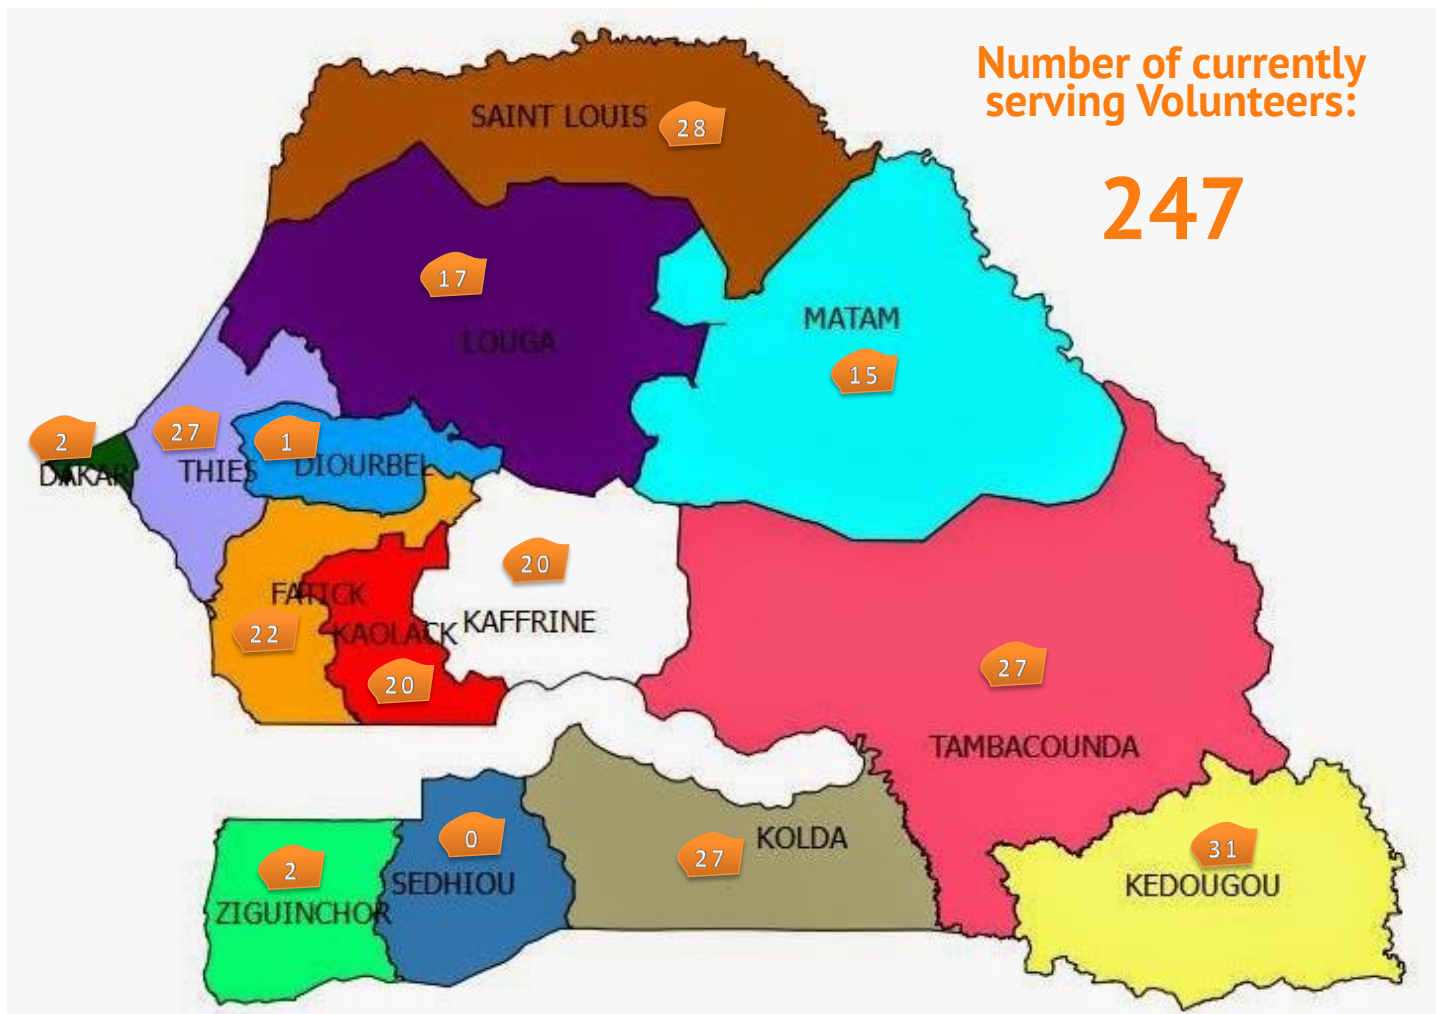 Number of currently
serving Volunteers:
247
SAINT LOUIS 28
17
LOUGA
MATAM
15
2
DAKAR
27
THIES
1
DIOURBEL
20
KAFFRINE
FATICK
22
KAOLACK
20
27
TAMBACOUNDA
2
ZIGUINCHOR
0
SEDHIOU
27
KOLDA
31
KEDOUGOU